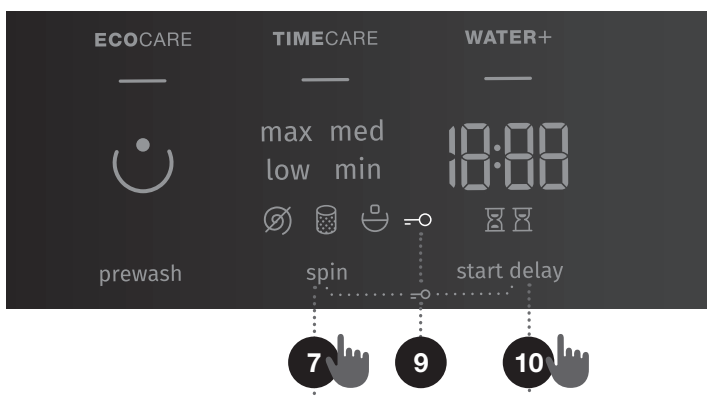 ECOCARE TIMECARE WATER+
max med 18:88
low min
prewash spin start delay
7 9 10